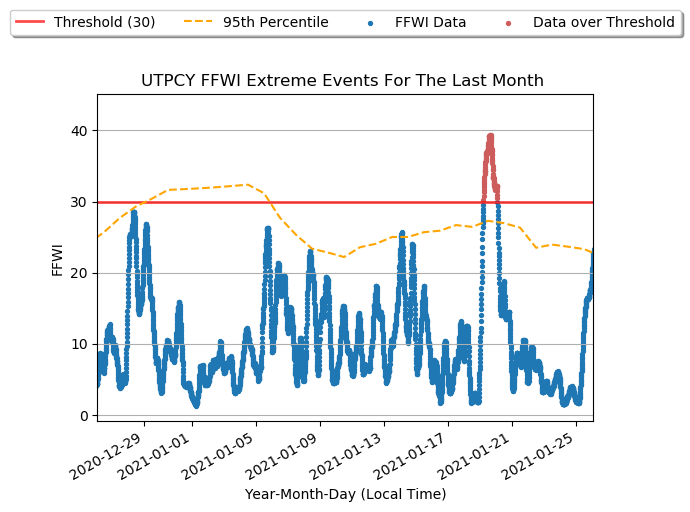 Threshold (30) 95th Percentile FFWI Data Data over Threshold
UTPCY FFWI Extreme Events For The Last Month
40
30
20
10
0
FFWI
2020-12-29 2021-01-01 2021-01-05 2021-01-09 2021-01-13 2021-01-17 2021-01-21 2021-01-25
Year-Month-Day (Local Time)